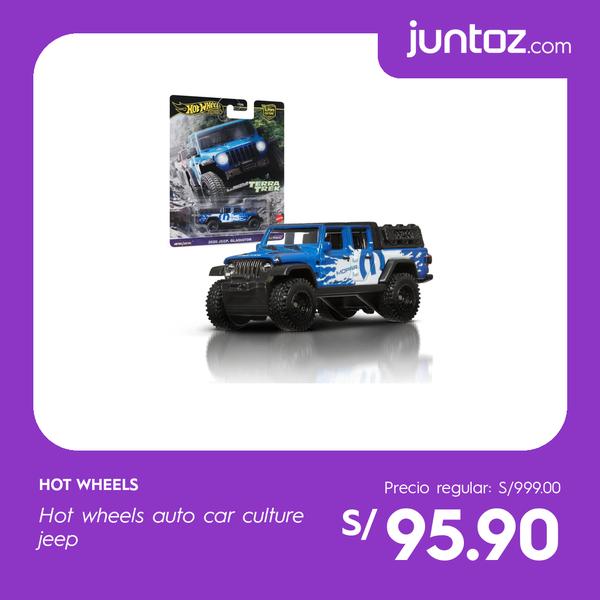 juntoz.com
Hot Wheels
TERRA
TREK
2020 JEEP GLADIATOR
MOPAR
HOT WHEELS
Precio regular: S/999.00
Hot wheels auto car culture
jeep
S/ 95.90